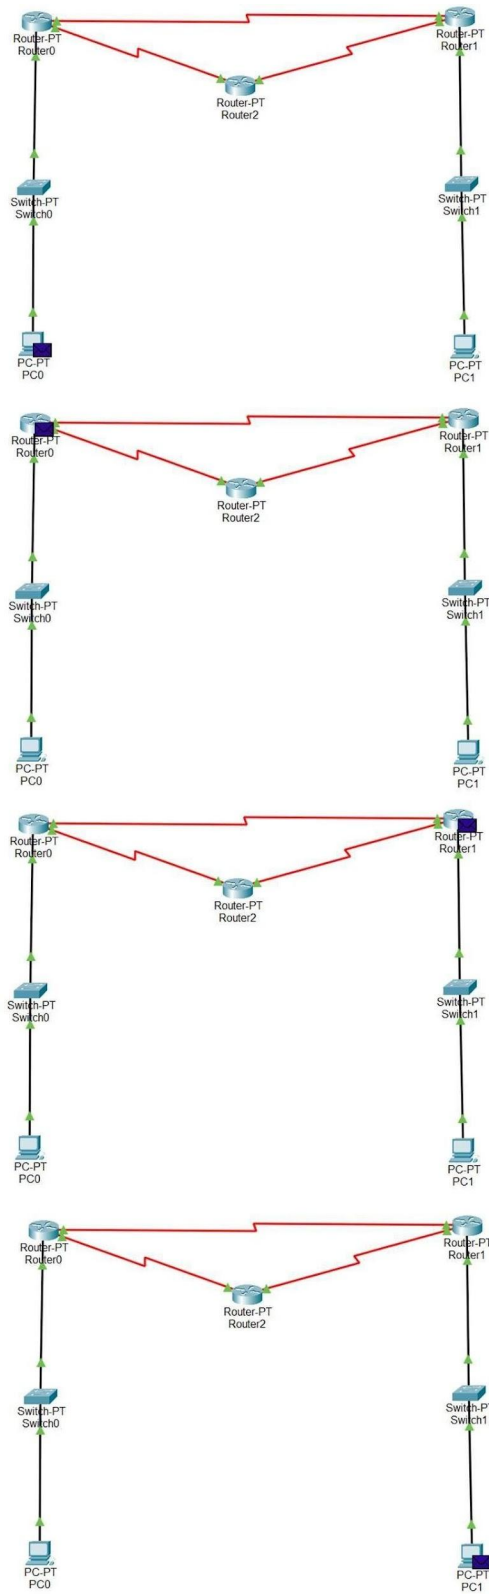 Router-PT
Router0
Router-PT
Router1
Router-PT
Router2
Switch-PT
Switch0
Switch-PT
Switch1
PC-PT
PC0
PC-PT
PC1
Router-PT
Router0
Router-PT
Router1
Router-PT
Router2
Switch-PT
Switch0
Switch-PT
Switch1
PC-PT
PC0
PC-PT
PC1
Router-PT
Router0
Router-PT
Router1
Router-PT
Router2
Switch-PT
Switch0
Switch-PT
Switch1
PC-PT
PC0
PC-PT
PC1
Router-PT
Router0
Router-PT
Router1
Router-PT
Router2
Switch-PT
Switch0
Switch-PT
Switch1
PC-PT
PC0
PC-PT
PC1